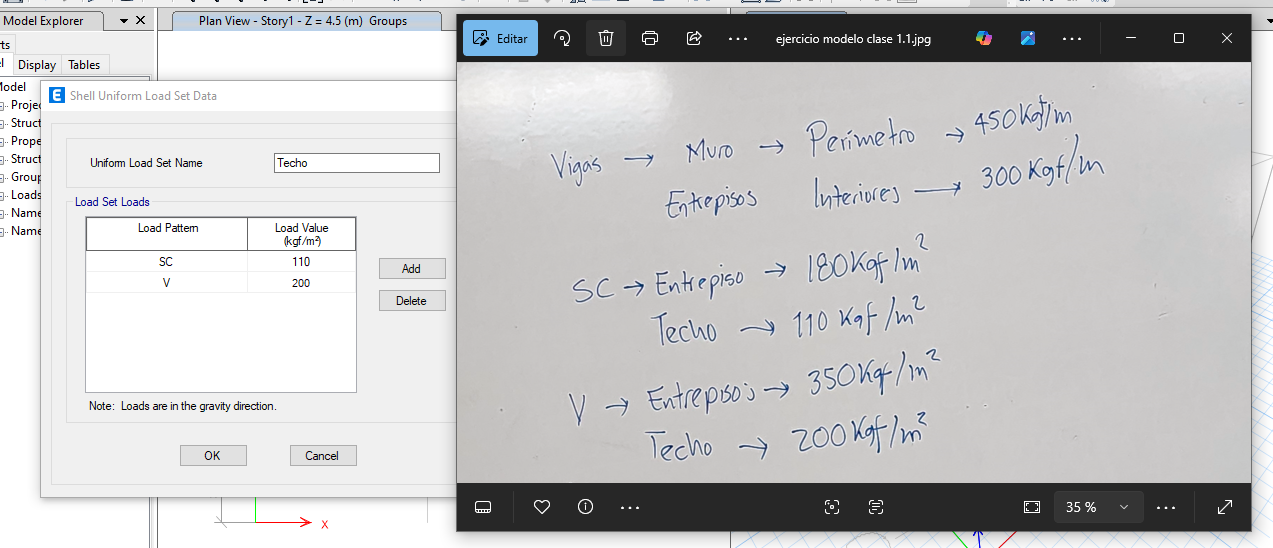 Model Explorer
Plan View - Story1 - Z = 4.5 (m) Groups
Display
Tables
Shell Uniform Load Set Data
Uniform Load Set Name
Techo
Load Set Loads
Load Pattern
Load Value
(kgf/m²)
SC
110
V
200
Add
Delete
Note: Loads are in the gravity direction.
OK
Cancel
X
Editar
ejercicio modelo clase 1.1.jpg
Vigas → Muro → Perímetro → 450 Kgf/m
Entrepisos Interiores → 300 Kgf/m
SC → Entrepiso → 180 Kgf/m²
Techo → 110 Kgf/m²
V → Entrepisos → 350 Kgf/m²
Techo → 200 Kgf/m²
35 %